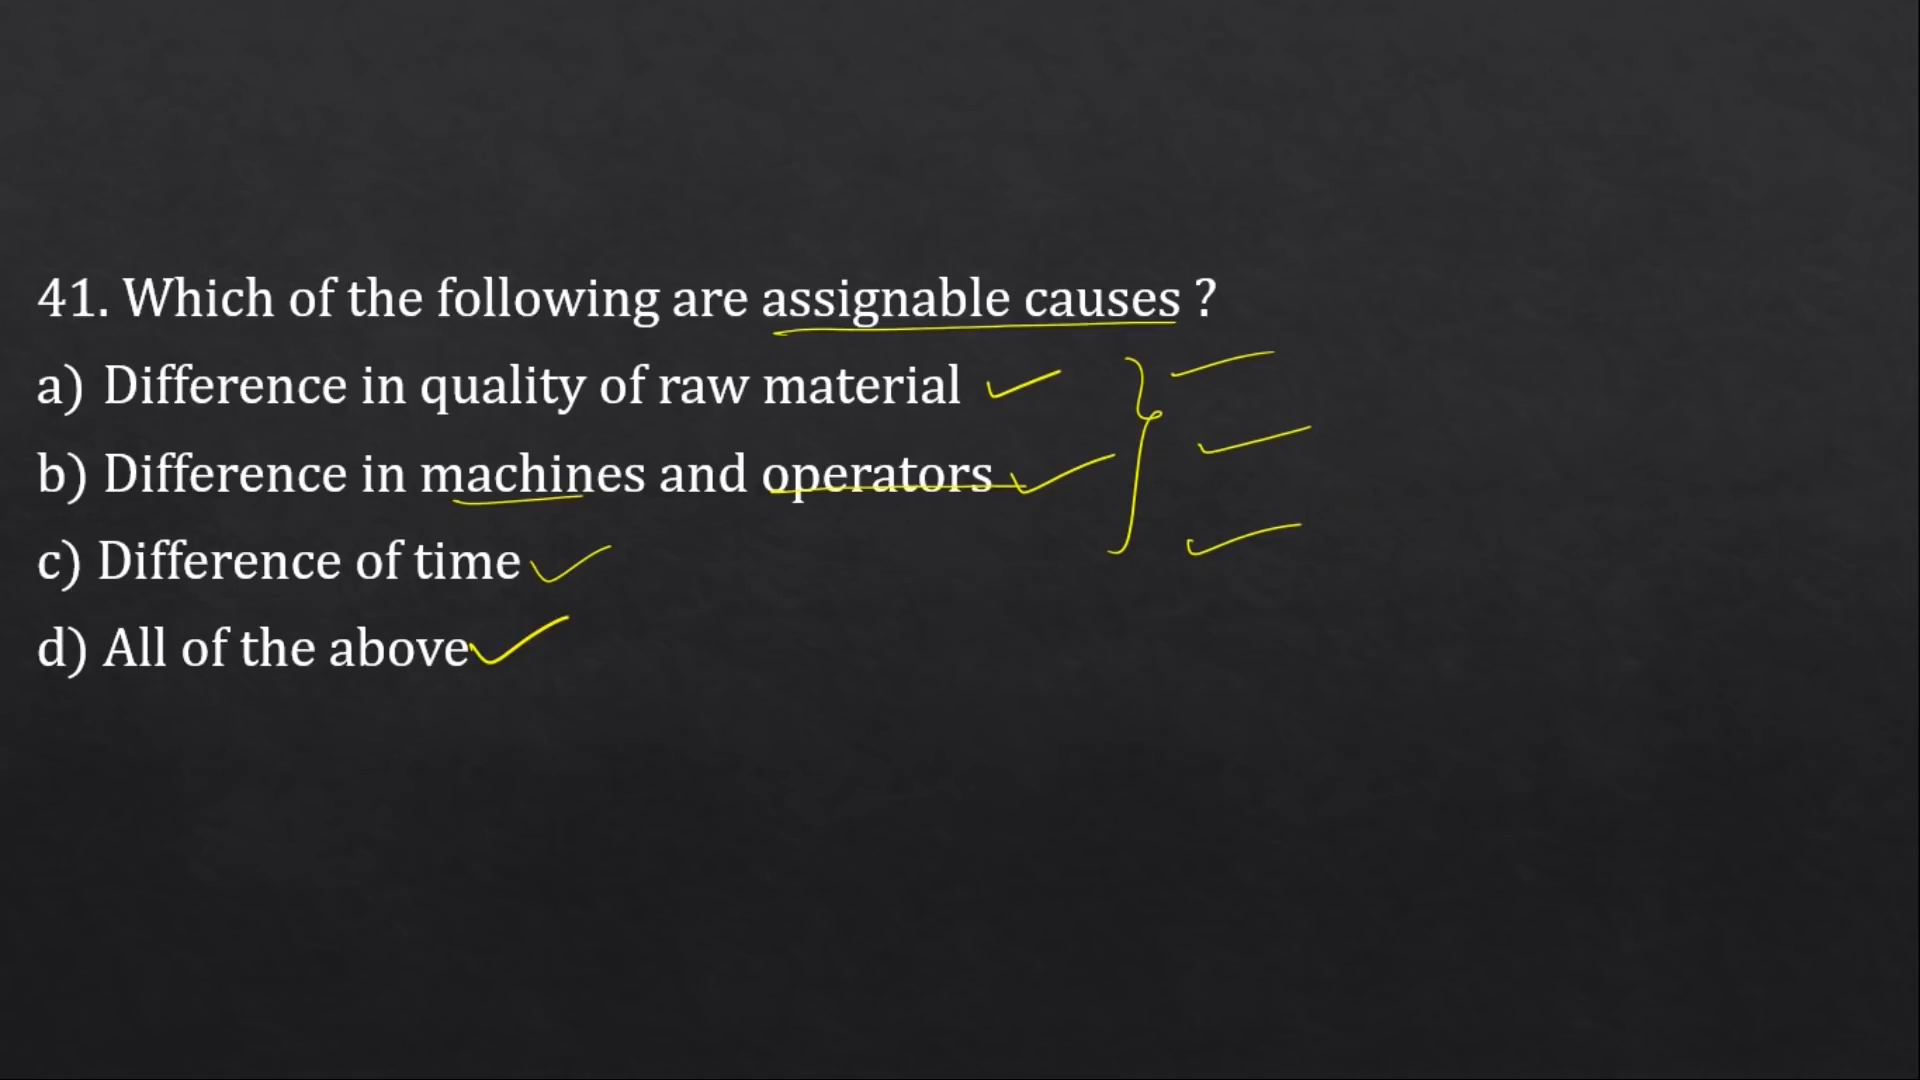 41. Which of the following are assignable causes ?
a) Difference in quality of raw material
b) Difference in machines and operators
c) Difference of time
d) All of the above